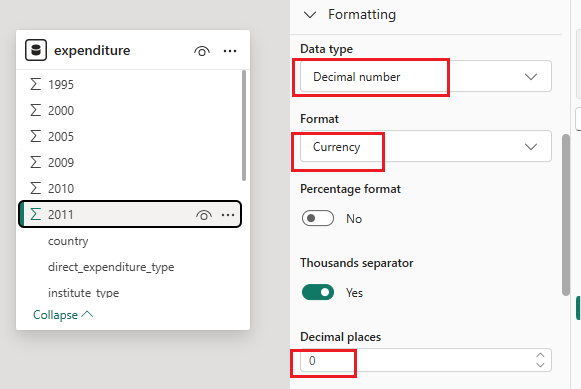 expenditure
1995
2000
2005
2009
2010
2011
country
direct_expenditure_type
institute_type
Collapse
Formatting
Data type
Decimal number
Format
Currency
Percentage format
No
Thousands separator
Yes
Decimal places
0